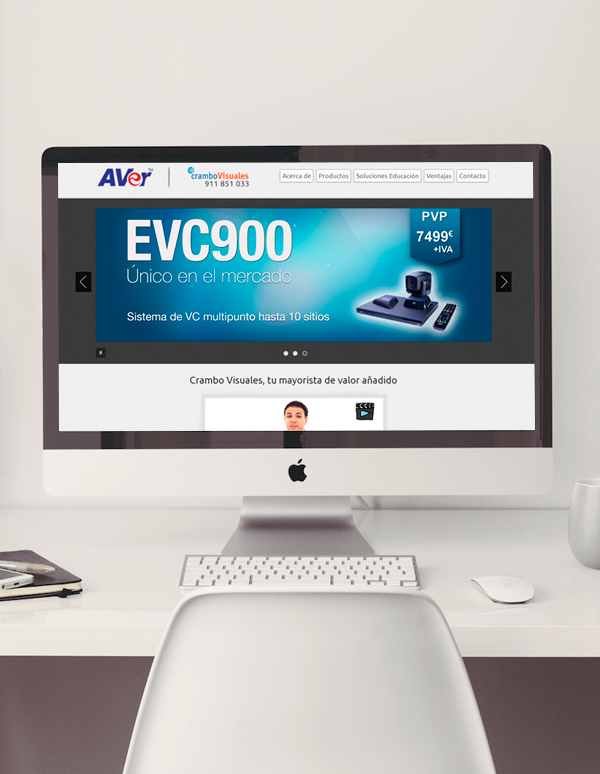 AVer™
cramboVisuales
911 851 033
Acerca de Productos Soluciones Educación Ventajas Contacto
EVC900
Único en el mercado
PVP
7499€
+IVA
Sistema de VC multipunto hasta 10 sitios
Crambo Visuales, tu mayorista de valor añadido